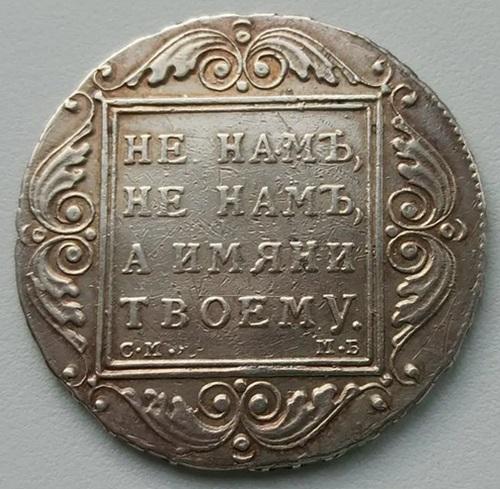 НЕ НАМЪ,
НЕ НАМЪ,
А ИМЯНИ
ТВОЕМУ.
С·М М·Б